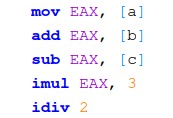 mov EAX, [a]
add EAX, [b]
sub EAX, [c]
imul EAX, 3
idiv 2